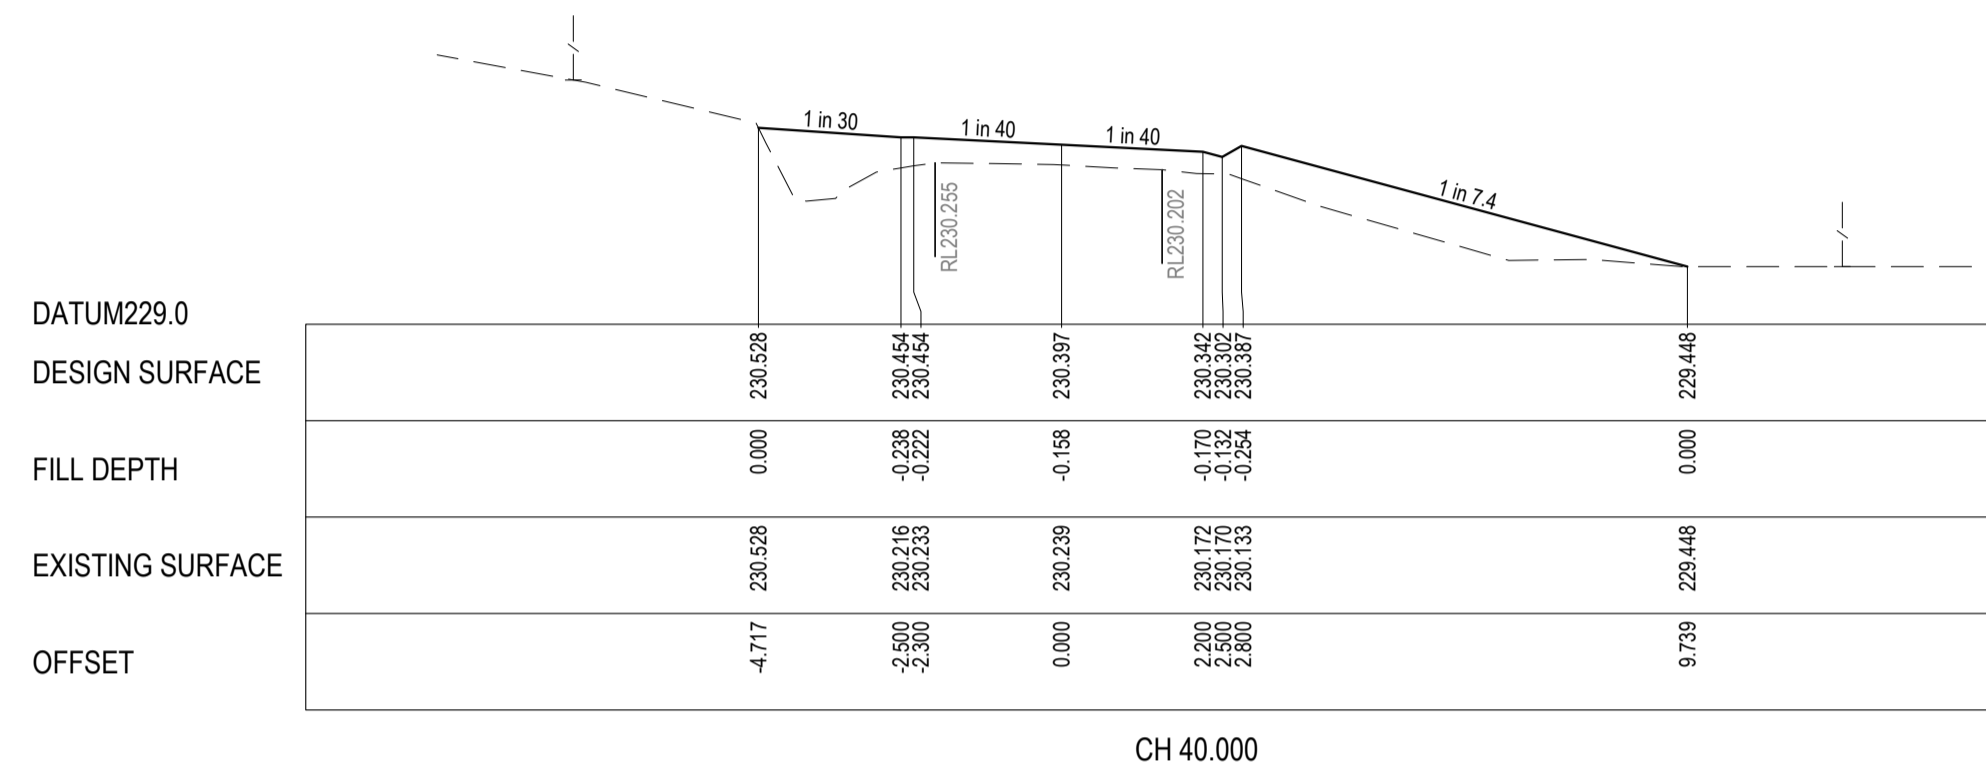 1 in 30
1 in 40
1 in 40
1 in 7.4
RL230.255
RL230.202
DATUM229.0
DESIGN SURFACE
230.528
230.454
230.454
230.397
230.342
230.302
230.387
229.448
FILL DEPTH
0.000
-0.238
-0.222
-0.158
-0.170
-0.132
-0.254
0.000
EXISTING SURFACE
230.528
230.216
230.233
230.239
230.172
230.170
230.133
229.448
OFFSET
-4.717
-2.500
-2.300
0.000
2.200
2.500
2.800
9.739
CH 40.000